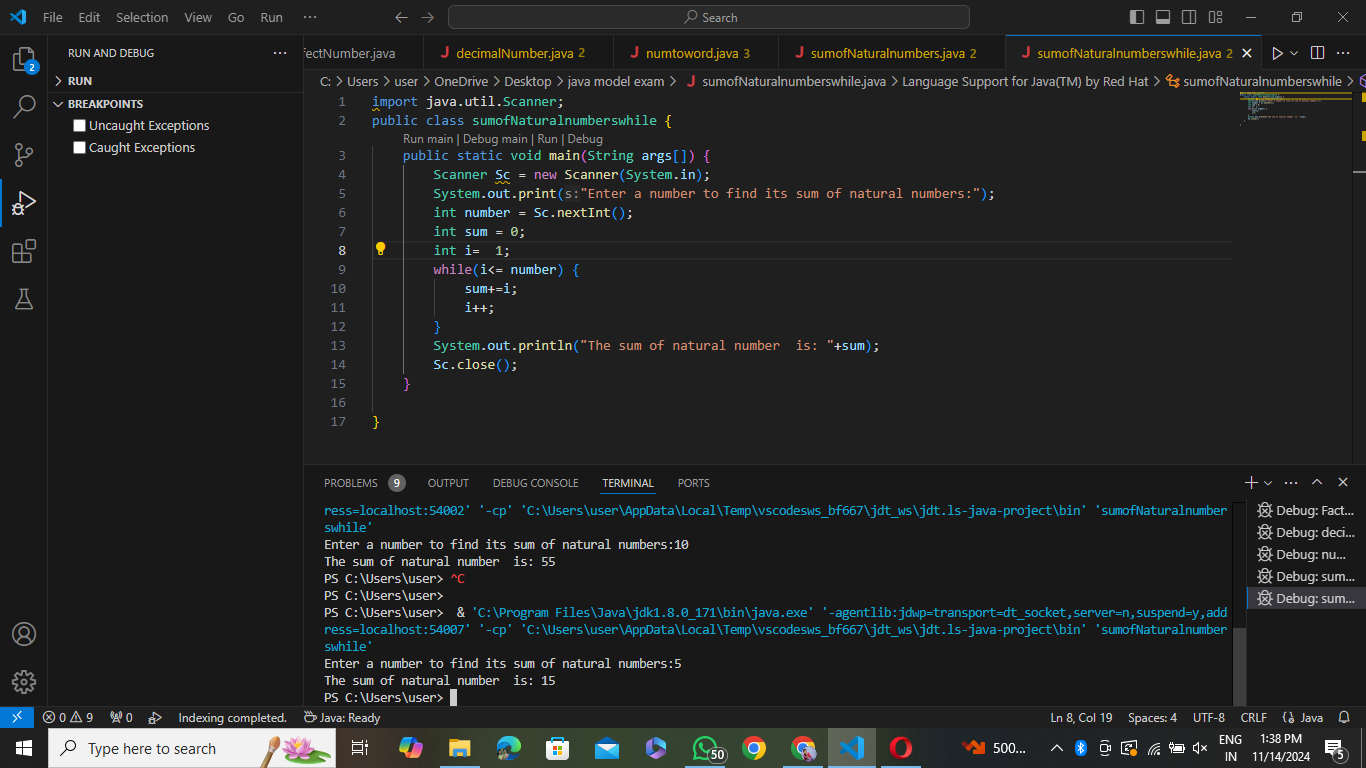 File Edit Selection View Go Run ··· Search
RUN AND DEBUG ···
RUN
BREAKPOINTS
Uncaught Exceptions
Caught Exceptions
2
fectNumber.java decimalNumber.java 2 numtoword.java 3 sumofNaturalnumbers.java 2 sumofNaturalnumberswhile.java 2
C: > Users > user > OneDrive > Desktop > java model exam > sumofNaturalnumberswhile.java > Language Support for Java(TM) by Red Hat > sumofNaturalnumberswhile >
1 import java.util.Scanner;
2 public class sumofNaturalnumberswhile {
Run main | Debug main | Run | Debug
3 public static void main(String args[]) {
4 Scanner Sc = new Scanner(System.in);
5 System.out.print(s:"Enter a number to find its sum of natural numbers:");
6 int number = Sc.nextInt();
7 int sum = 0;
8 int i=  1;
9 while(i<= number) {
10 sum+=i;
11 i++;
12 }
13 System.out.println("The sum of natural number  is: "+sum);
14 Sc.close();
15 }
16
17 }
PROBLEMS 9 OUTPUT DEBUG CONSOLE TERMINAL PORTS
ress=localhost:54002' '-cp' 'C:\Users\user\AppData\Local\Temp\vscodesws_bf667\jdt_ws\jdt.ls-java-project\bin' 'sumofNaturalnumber
swhile'
Enter a number to find its sum of natural numbers:10
The sum of natural number  is: 55
PS C:\Users\user> ^C
PS C:\Users\user>
PS C:\Users\user>  & 'C:\Program Files\Java\jdk1.8.0_171\bin\java.exe' '-agentlib:jdwp=transport=dt_socket,server=n,suspend=y,add
ress=localhost:54007' '-cp' 'C:\Users\user\AppData\Local\Temp\vscodesws_bf667\jdt_ws\jdt.ls-java-project\bin' 'sumofNaturalnumber
swhile'
Enter a number to find its sum of natural numbers:5
The sum of natural number  is: 15
PS C:\Users\user>
Debug: Fact...
Debug: deci...
Debug: nu...
Debug: sum...
Debug: sum...
0 9 0 Indexing completed. Java: Ready Ln 8, Col 19 Spaces: 4 UTF-8 CRLF {} Java
Type here to search 50 500... ENG
IN
1:38 PM
11/14/2024
5